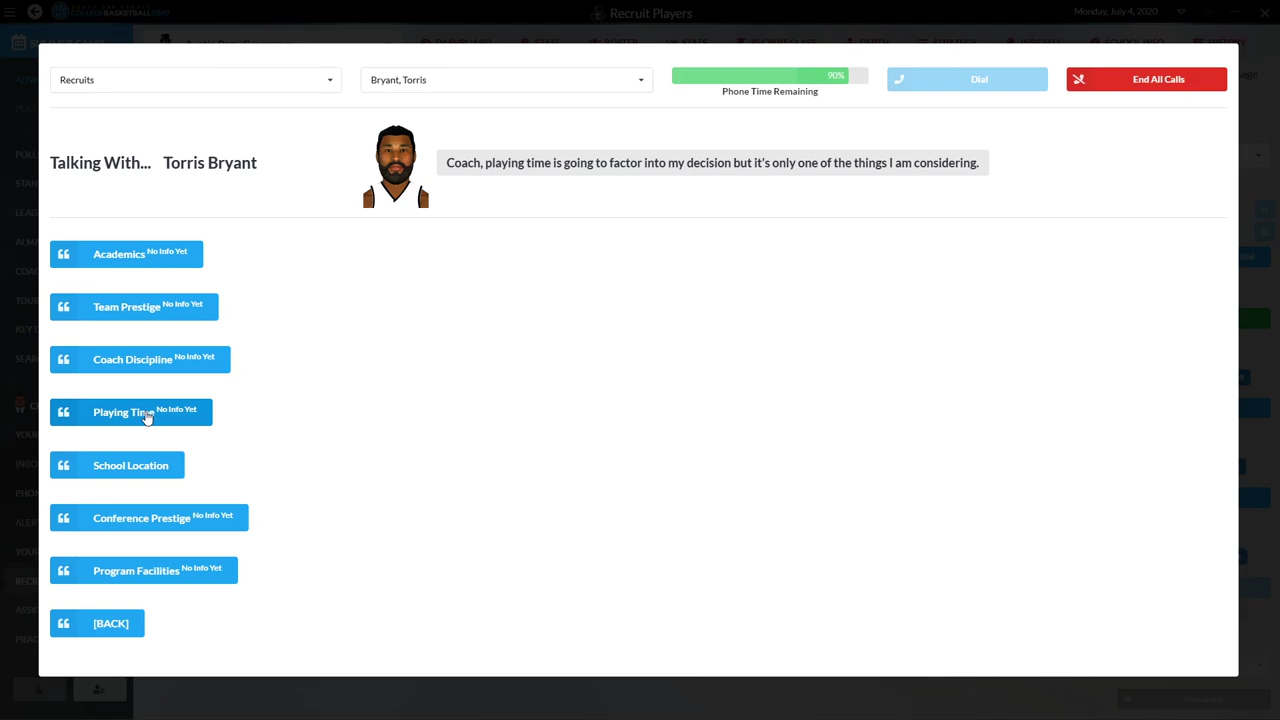 COLLEGE BASKETBALL 2020
Recruit Players
Monday, July 4, 2020
Recruits
Bryant, Torris
90%
Phone Time Remaining
Dial
End All Calls
Talking With... Torris Bryant
Coach, playing time is going to factor into my decision but it's only one of the things I am considering.
Academics No Info Yet
Team Prestige No Info Yet
Coach Discipline No Info Yet
Playing Time No Info Yet
School Location
Conference Prestige No Info Yet
Program Facilities No Info Yet
[BACK]